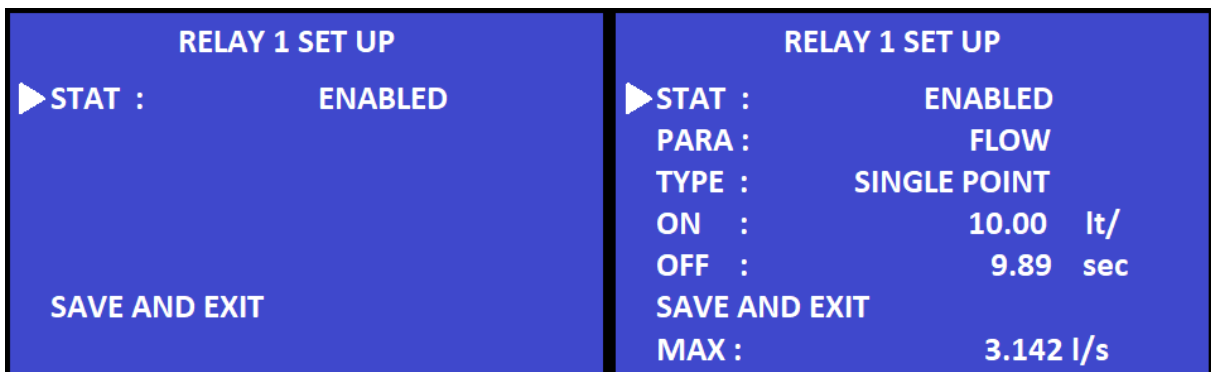 RELAY 1 SET UP
STAT : ENABLED
SAVE AND EXIT
RELAY 1 SET UP
STAT : ENABLED
PARA : FLOW
TYPE : SINGLE POINT
ON : 10.00 lt/
OFF : 9.89 sec
SAVE AND EXIT
MAX : 3.142 l/s